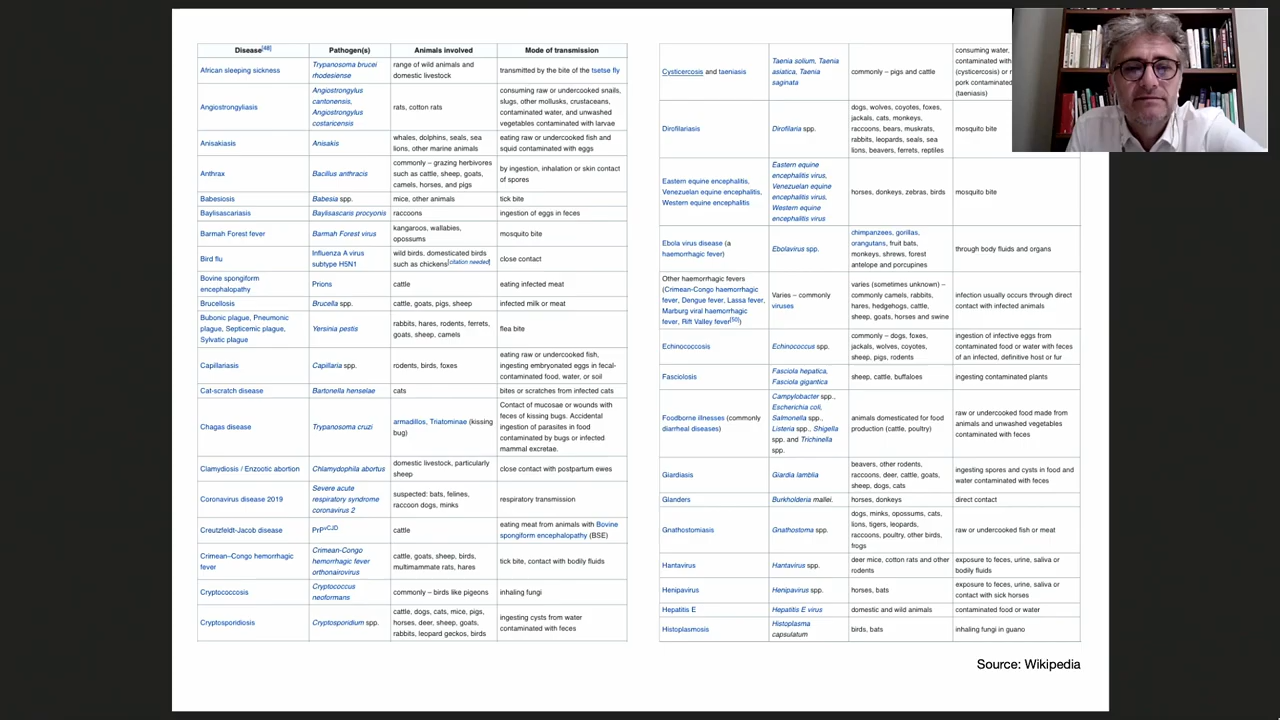 Disease[48] Pathogen(s) Animals involved Mode of transmission
African sleeping sickness
Trypanosoma brucei
rhodesiense
range of wild animals and
domestic livestock
transmitted by the bite of the tsetse fly
Angiostrongyliasis
Angiostrongylus
cantonensis,
Angiostrongylus
costaricensis
rats, cotton rats
consuming raw or undercooked snails,
slugs, other mollusks, crustaceans,
contaminated water, and unwashed
vegetables contaminated with larvae
Anisakiasis
Anisakis
whales, dolphins, seals, sea
lions, other marine animals
eating raw or undercooked fish and
squid contaminated with eggs
Anthrax
Bacillus anthracis
commonly – grazing herbivores
such as cattle, sheep, goats,
camels, horses, and pigs
by ingestion, inhalation or skin contact
of spores
Babesiosis
Babesia spp.
mice, other animals
tick bite
Baylisascariasis
Baylisascaris procyonis
raccoons
ingestion of eggs in feces
Barmah Forest fever
Barmah Forest virus
kangaroos, wallabies,
opossums
mosquito bite
Bird flu
Influenza A virus
subtype H5N1
wild birds, domesticated birds
such as chickens[citation needed]
close contact
Bovine spongiform
encephalopathy
Prions
cattle
eating infected meat
Brucellosis
Brucella spp.
cattle, goats, pigs, sheep
infected milk or meat
Bubonic plague, Pneumonic
plague, Septicemic plague,
Sylvatic plague
Yersinia pestis
rabbits, hares, rodents, ferrets,
goats, sheep, camels
flea bite
Capillariasis
Capillaria spp.
rodents, birds, foxes
eating raw or undercooked fish,
ingesting embryonated eggs in fecal-
contaminated food, water, or soil
Cat-scratch disease
Bartonella henselae
cats
bites or scratches from infected cats
Chagas disease
Trypanosoma cruzi
armadillos, Triatominae (kissing
bug)
Contact of mucosae or wounds with
feces of kissing bugs. Accidental
ingestion of parasites in food
contaminated by bugs or infected
mammal excretae.
Clamydiosis / Enzootic abortion
Chlamydophila abortus
domestic livestock, particularly
sheep
close contact with postpartum ewes
Coronavirus disease 2019
Severe acute
respiratory syndrome
coronavirus 2
suspected: bats, felines,
raccoon dogs, minks
respiratory transmission
Creutzfeldt-Jacob disease
PrPvCJD
cattle
eating meat from animals with Bovine
spongiform encephalopathy (BSE)
Crimean–Congo hemorrhagic
fever
Crimean-Congo
hemorrhagic fever
orthonairovirus
cattle, goats, sheep, birds,
multimammate rats, hares
tick bite, contact with bodily fluids
Cryptococcosis
Cryptococcus
neoformans
commonly – birds like pigeons
inhaling fungi
Cryptosporidiosis
Cryptosporidium spp.
cattle, dogs, cats, mice, pigs,
horses, deer, sheep, goats,
rabbits, leopard geckos, birds
ingesting cysts from water
contaminated with feces
Cysticercosis and taeniasis
Taenia solium, Taenia
asiatica, Taenia
saginata
commonly – pigs and cattle
consuming water,
contaminated with
(cysticercosis) or
pork contaminated
(taeniasis)
Dirofilariasis
Dirofilaria spp.
dogs, wolves, coyotes, foxes,
jackals, cats, monkeys,
raccoons, bears, muskrats,
rabbits, leopards, seals, sea
lions, beavers, ferrets, reptiles
mosquito bite
Eastern equine encephalitis,
Venezuelan equine encephalitis,
Western equine encephalitis
Eastern equine
encephalitis virus,
Venezuelan equine
encephalitis virus,
Western equine
encephalitis virus
horses, donkeys, zebras, birds
mosquito bite
Ebola virus disease (a
haemorrhagic fever)
Ebolavirus spp.
chimpanzees, gorillas,
orangutans, fruit bats,
monkeys, shrews, forest
antelope and porcupines
through body fluids and organs
Other haemorrhagic fevers
(Crimean-Congo haemorrhagic
fever, Dengue fever, Lassa fever,
Marburg viral haemorrhagic
fever, Rift Valley fever[50])
Varies – commonly
viruses
varies (sometimes unknown) –
commonly camels, rabbits,
hares, hedgehogs, cattle,
sheep, goats, horses and swine
infection usually occurs through direct
contact with infected animals
Echinococcosis
Echinococcus spp.
commonly – dogs, foxes,
jackals, wolves, coyotes,
sheep, pigs, rodents
ingestion of infective eggs from
contaminated food or water with feces
of an infected, definitive host or fur
Fasciolosis
Fasciola hepatica,
Fasciola gigantica
sheep, cattle, buffaloes
ingesting contaminated plants
Foodborne illnesses (commonly
diarrheal diseases)
Campylobacter spp.,
Escherichia coli,
Salmonella spp.,
Listeria spp., Shigella
spp. and Trichinella
spp.
animals domesticated for food
production (cattle, poultry)
raw or undercooked food made from
animals and unwashed vegetables
contaminated with feces
Giardiasis
Giardia lamblia
beavers, other rodents,
raccoons, deer, cattle, goats,
sheep, dogs, cats
ingesting spores and cysts in food and
water contaminated with feces
Glanders
Burkholderia mallei.
horses, donkeys
direct contact
Gnathostomiasis
Gnathostoma spp.
dogs, minks, opossums, cats,
lions, tigers, leopards,
raccoons, poultry, other birds,
frogs
raw or undercooked fish or meat
Hantavirus
Hantavirus spp.
deer mice, cotton rats and other
rodents
exposure to feces, urine, saliva or
bodily fluids
Henipavirus
Henipavirus spp.
horses, bats
exposure to feces, urine, saliva or
contact with sick horses
Hepatitis E
Hepatitis E virus
domestic and wild animals
contaminated food or water
Histoplasmosis
Histoplasma
capsulatum
birds, bats
inhaling fungi in guano
Source: Wikipedia